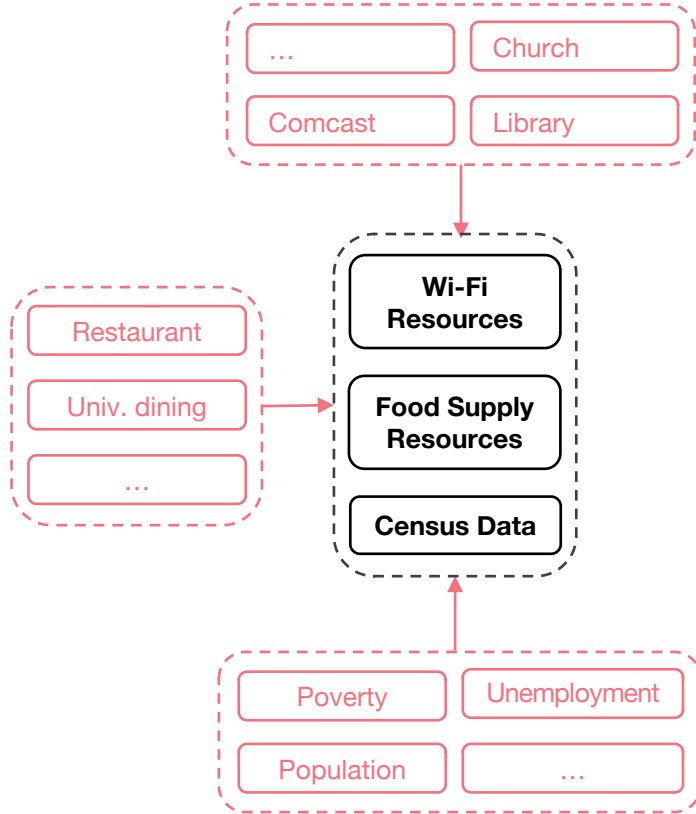 …
Church
Comcast
Library
Wi-Fi
Resources
Restaurant
Univ. dining
…
Food Supply
Resources
Census Data
Poverty
Unemployment
Population
…